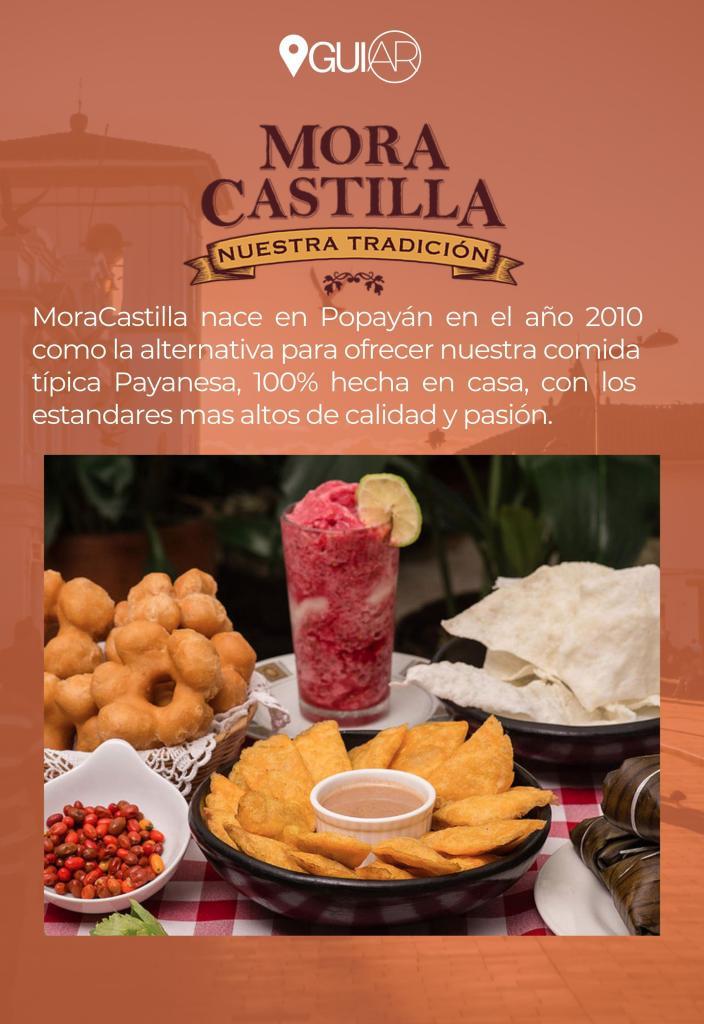 GUIAR
MORA
CASTILLA
NUESTRA TRADICIÓN
MoraCastilla nace en Popayán en el año 2010
como la alternativa para ofrecer nuestra comida
típica Payanesa, 100% hecha en casa, con los
estandares mas altos de calidad y pasión.